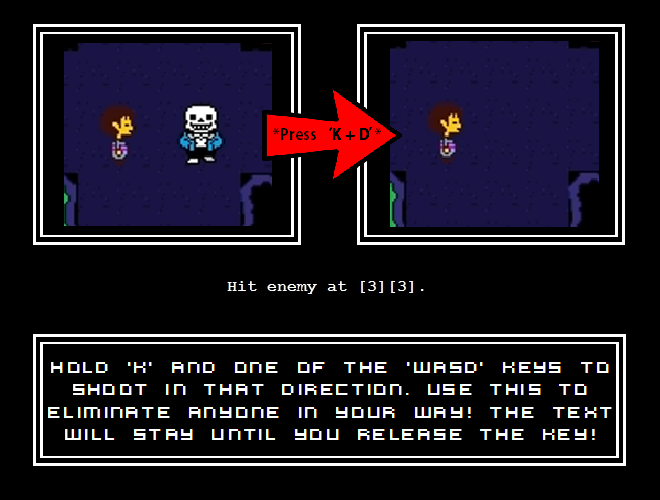 *Press 'K + D'*
Hit enemy at [3][3].
HOLD 'K' AND ONE OF THE 'WASD' KEYS TO
SHOOT IN THAT DIRECTION. USE THIS TO
ELIMINATE ANYONE IN YOUR WAY! THE TEXT
WILL STAY UNTIL YOU RELEASE THE KEY!